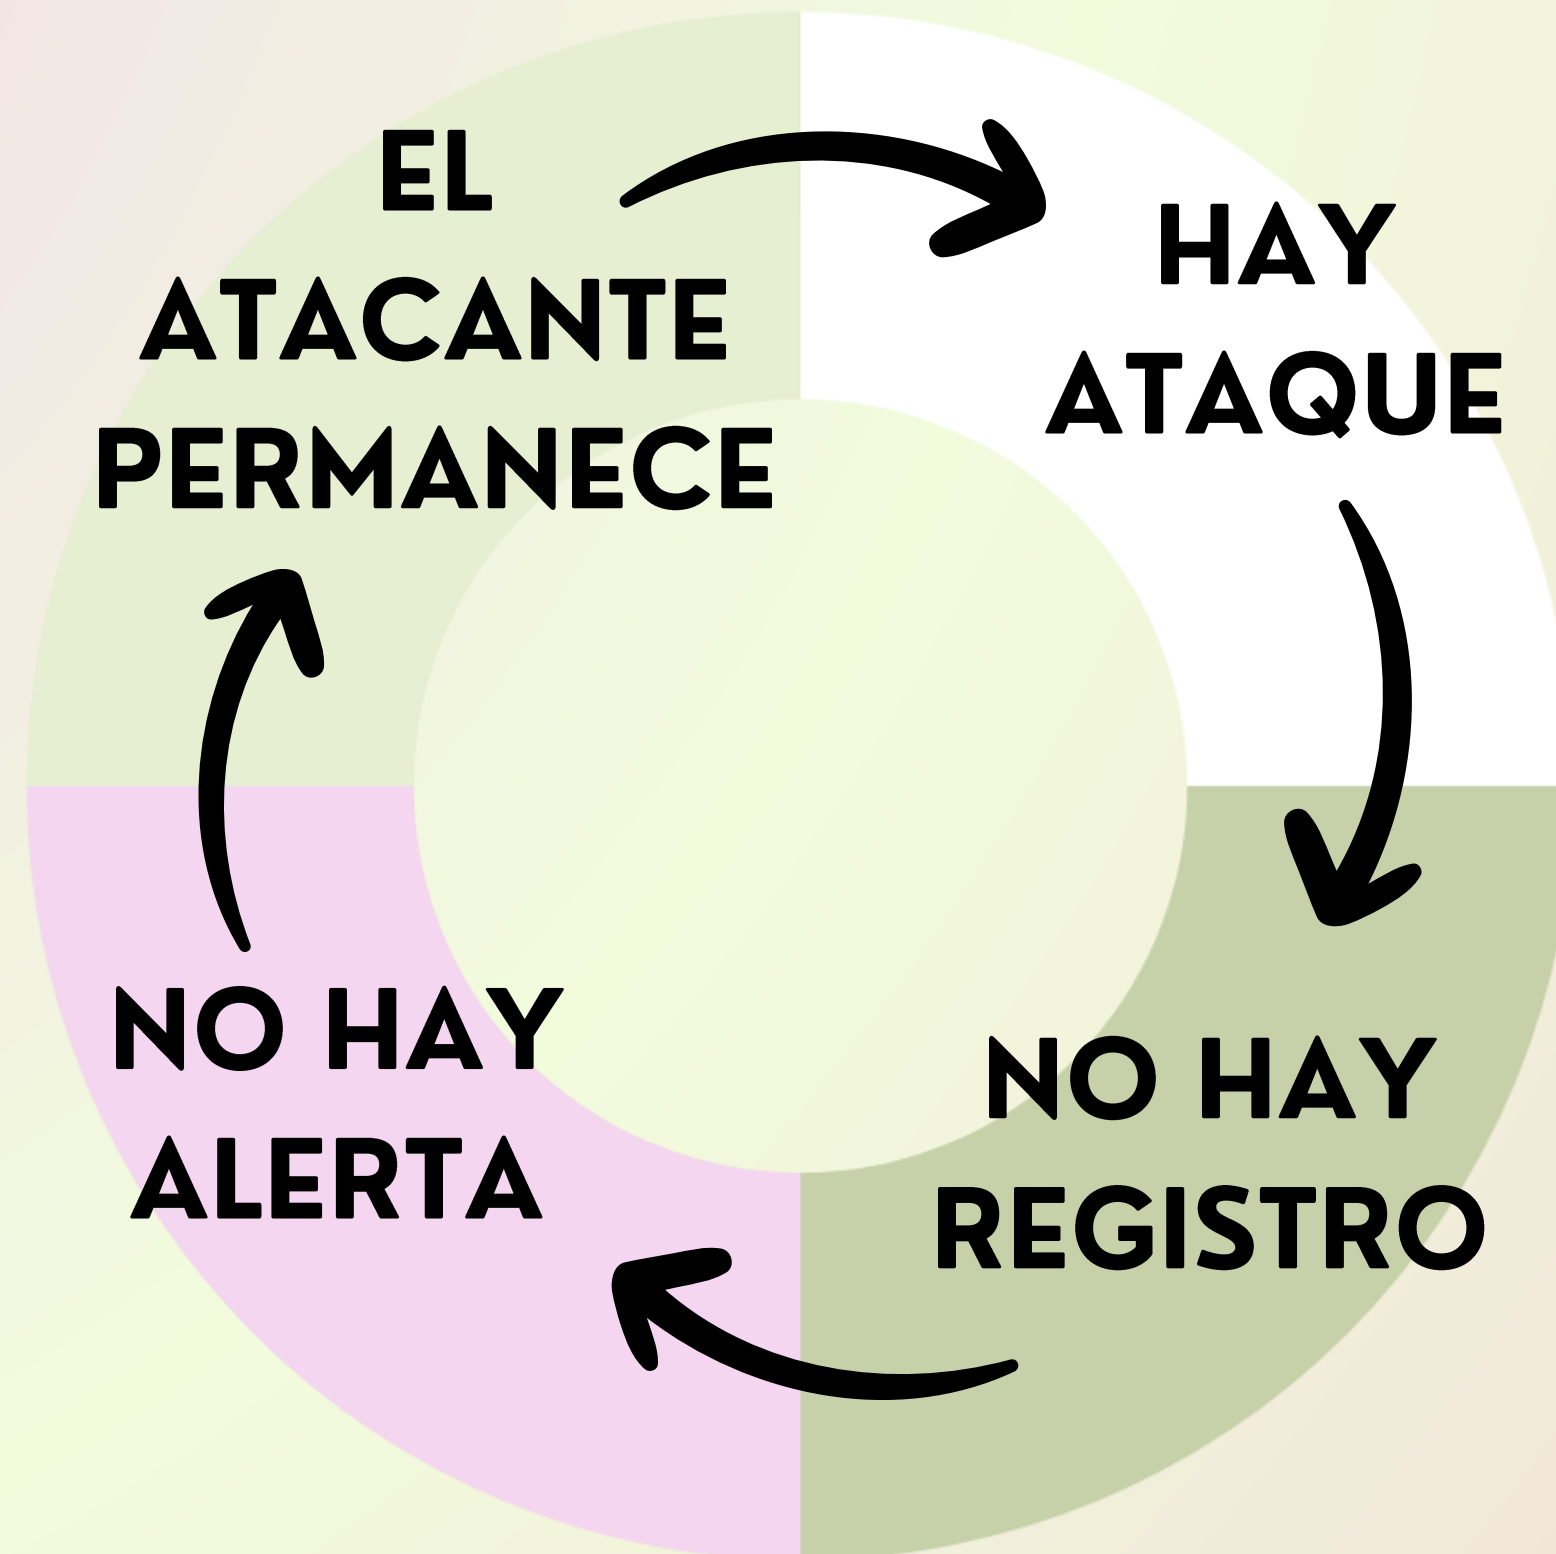 EL
ATACANTE
PERMANECE
HAY
ATAQUE
NO HAY
REGISTRO
NO HAY
ALERTA